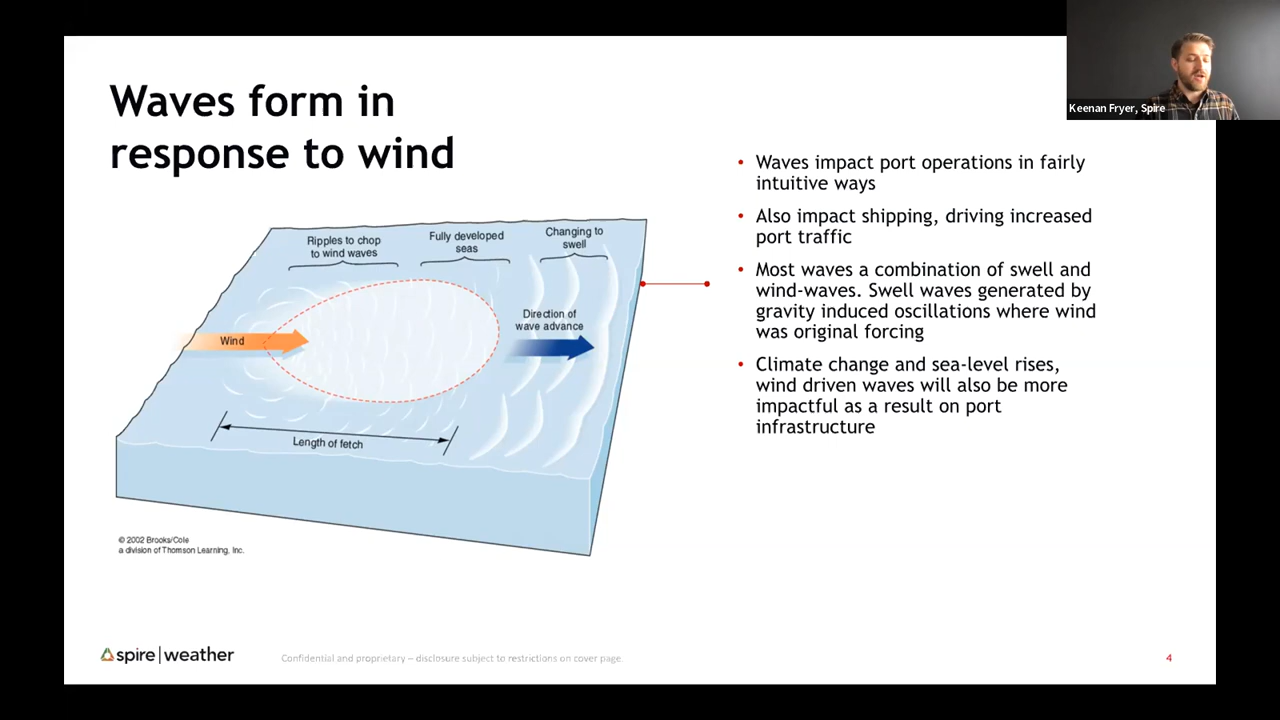 Keenan Fryer, Spire
Waves form in
response to wind
Ripples to chop
to wind waves
Fully developed
seas
Changing to
swell
Wind
Direction of
wave advance
Length of fetch
© 2002 Brooks/Cole
a division of Thomson Learning, Inc.
• Waves impact port operations in fairly
intuitive ways
• Also impact shipping, driving increased
port traffic
• Most waves a combination of swell and
wind-waves. Swell waves generated by
gravity induced oscillations where wind
was original forcing
• Climate change and sea-level rises,
wind driven waves will also be more
impactful as a result on port
infrastructure
spire|weather
Confidential and proprietary – disclosure subject to restrictions on cover page.
4